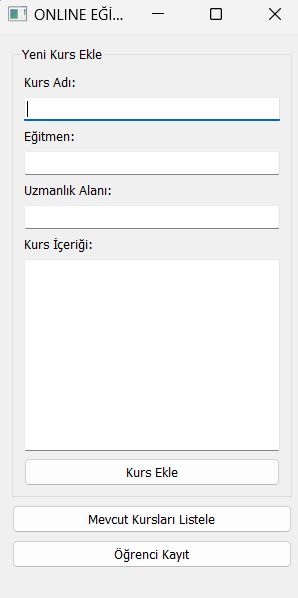 ONLINE EĞİ...
Yeni Kurs Ekle
Kurs Adı:
Eğitmen:
Uzmanlık Alanı:
Kurs İçeriği:
Kurs Ekle
Mevcut Kursları Listele
Öğrenci Kayıt